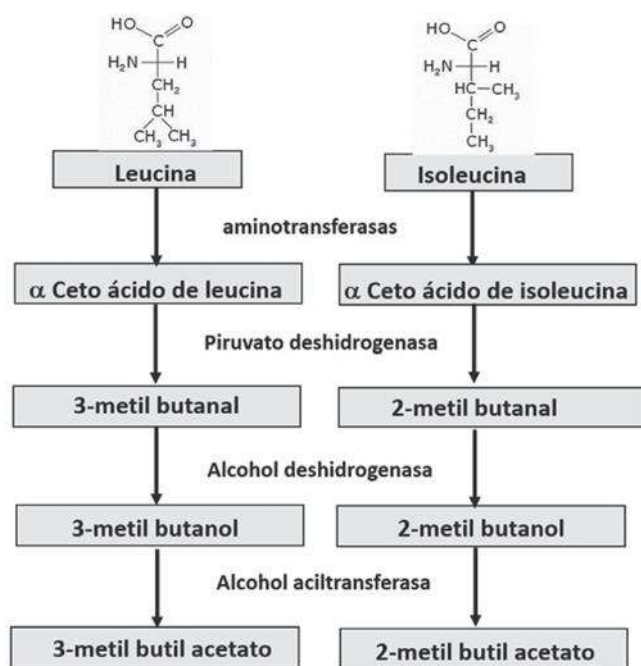 HO O
C
H₂N H
CH₂
CH
CH₃ CH₃
HO O
C
H₂N H
HC—CH₃
CH₂
CH₃
Leucina
Isoleucina
aminotransferasas
α Ceto ácido de leucina
α Ceto ácido de isoleucina
Piruvato deshidrogenasa
3-metil butanal
2-metil butanal
Alcohol deshidrogenasa
3-metil butanol
2-metil butanol
Alcohol aciltransferasa
3-metil butil acetato
2-metil butil acetato